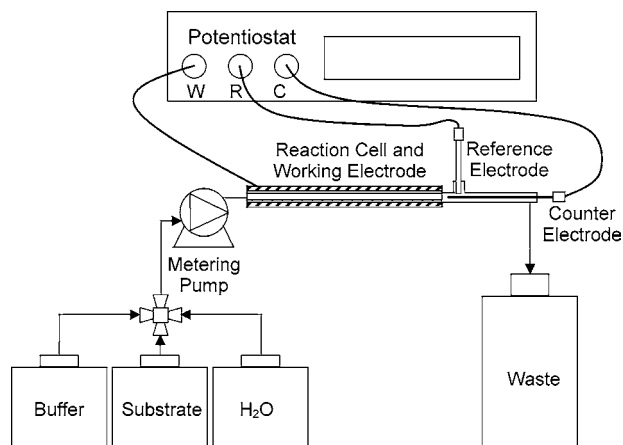 Potentiostat
W R C
Reaction Cell and
Working Electrode
Reference
Electrode
Counter
Electrode
Metering
Pump
Buffer
Substrate
H₂O
Waste